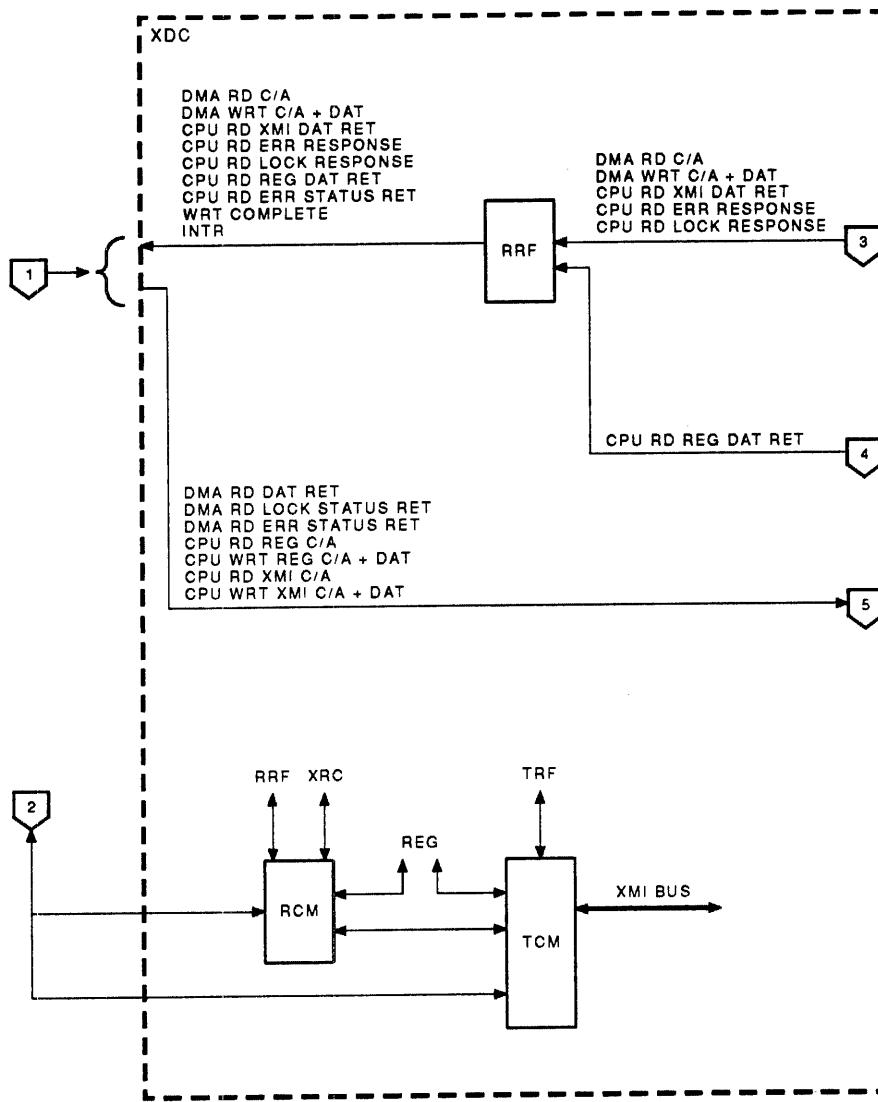 XDC
DMA RD C/A
DMA WRT C/A + DAT
CPU RD XMI DAT RET
CPU RD ERR RESPONSE
CPU RD LOCK RESPONSE
CPU RD REG DAT RET
CPU RD ERR STATUS RET
WRT COMPLETE
INTR
DMA RD C/A
DMA WRT C/A + DAT
CPU RD XMI DAT RET
CPU RD ERR RESPONSE
CPU RD LOCK RESPONSE
RRF
3
1
CPU RD REG DAT RET
4
DMA RD DAT RET
DMA RD LOCK STATUS RET
DMA RD ERR STATUS RET
CPU RD REG C/A
CPU WRT REG C/A + DAT
CPU RD XMI C/A
CPU WRT XMI C/A + DAT
5
RRF
XRC
TRF
2
REG
XMI BUS
RCM
TCM